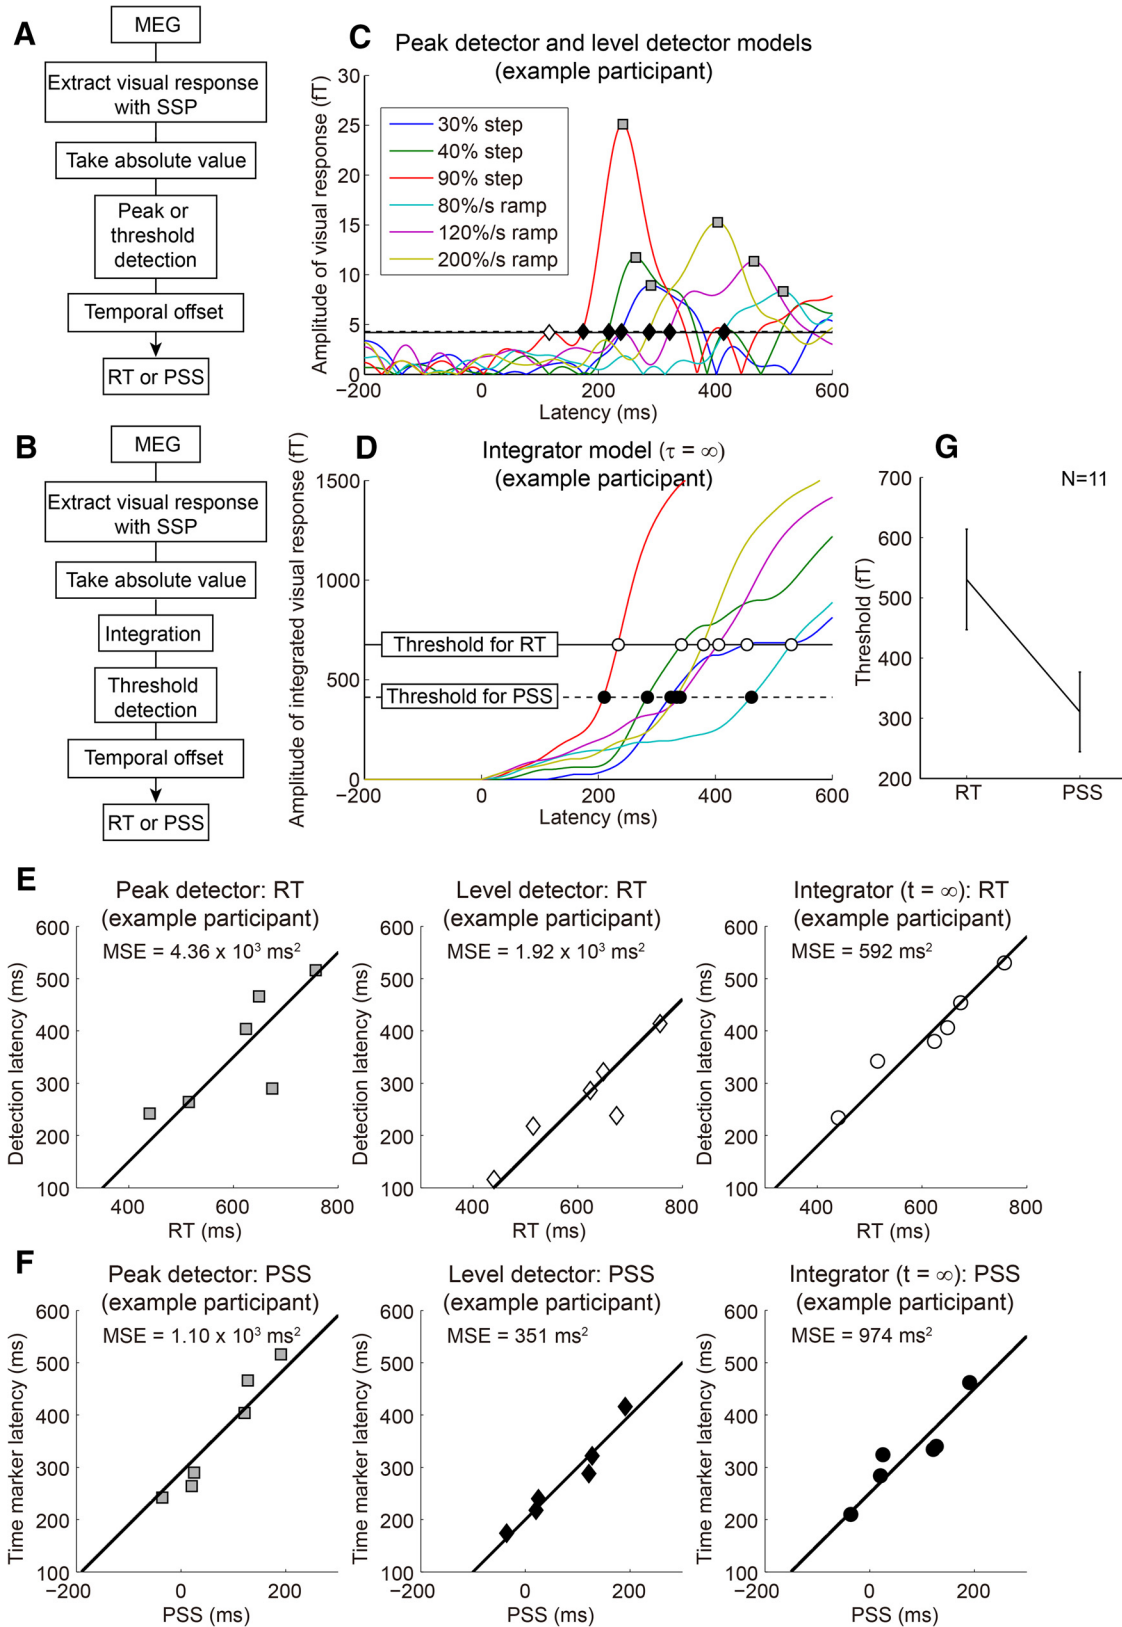 A
MEG
Extract visual response
with SSP
Take absolute value
Peak or
threshold
detection
Temporal offset
RT or PSS
C
Peak detector and level detector models
(example participant)
Amplitude of visual response (fT)
30
25
20
15
10
5
0
30% step
40% step
90% step
80%/s ramp
120%/s ramp
200%/s ramp
−200
0
200
400
600
Latency (ms)
B
MEG
Extract visual response
with SSP
Take absolute value
Integration
Threshold
detection
Temporal offset
RT or PSS
D
Integrator model (τ = ∞)
(example participant)
Amplitude of integrated visual response (fT)
1500
1000
500
0
Threshold for RT
Threshold for PSS
−200
0
200
400
600
Latency (ms)
G
N=11
Threshold (fT)
700
600
500
400
300
200
RT
PSS
E
Peak detector: RT
(example participant)
MSE = 4.36 x 10³ ms²
Detection latency (ms)
600
500
400
300
200
100
400
600
800
RT (ms)
Level detector: RT
(example participant)
MSE = 1.92 x 10³ ms²
Detection latency (ms)
600
500
400
300
200
100
400
600
800
RT (ms)
Integrator (t = ∞): RT
(example participant)
MSE = 592 ms²
Detection latency (ms)
600
500
400
300
200
100
400
600
800
RT (ms)
F
Peak detector: PSS
(example participant)
MSE = 1.10 x 10³ ms²
Time marker latency (ms)
600
500
400
300
200
100
−200
0
200
PSS (ms)
Level detector: PSS
(example participant)
MSE = 351 ms²
Time marker latency (ms)
600
500
400
300
200
100
−200
0
200
PSS (ms)
Integrator (t = ∞): PSS
(example participant)
MSE = 974 ms²
Time marker latency (ms)
600
500
400
300
200
100
−200
0
200
PSS (ms)